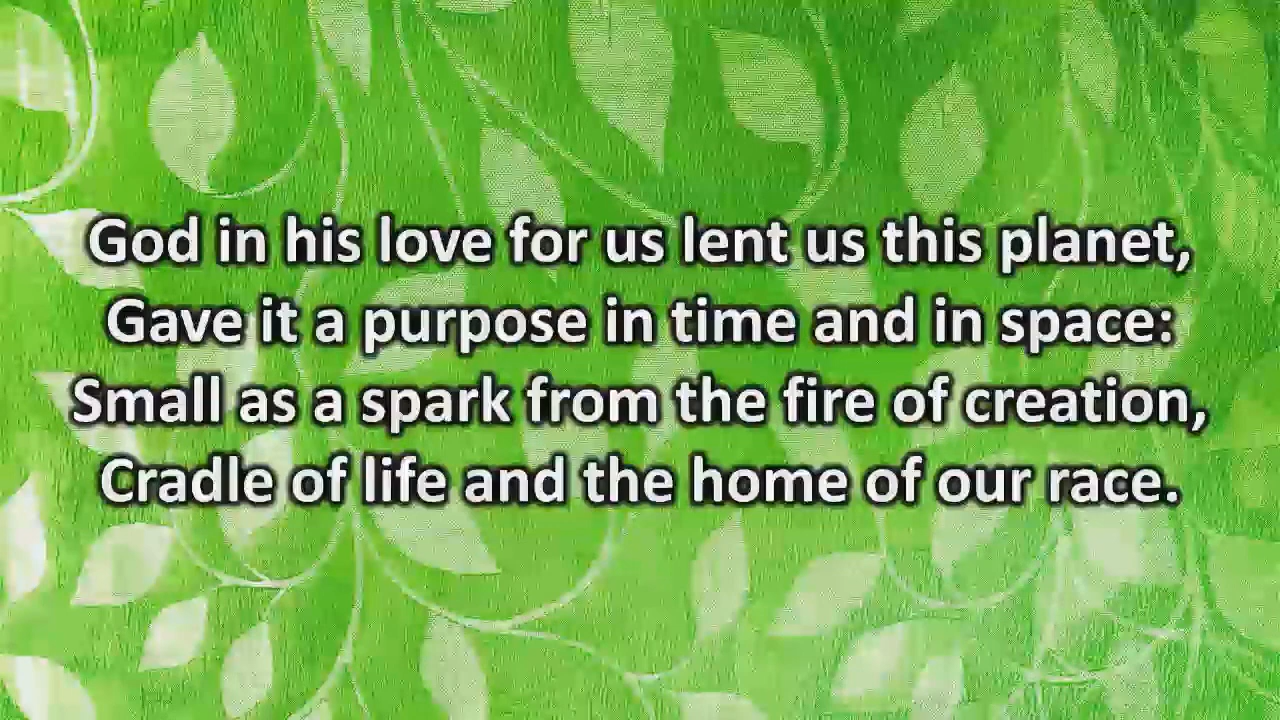 God in his love for us lent us this planet,
Gave it a purpose in time and in space:
Small as a spark from the fire of creation,
Cradle of life and the home of our race.